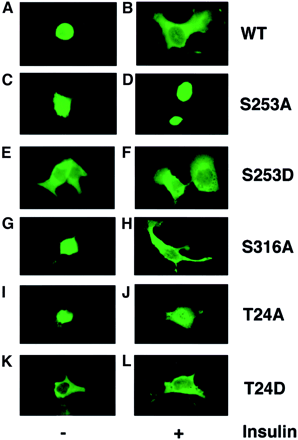 A B WT
C D S253A
E F S253D
G H S316A
I J T24A
K L T24D
- + Insulin